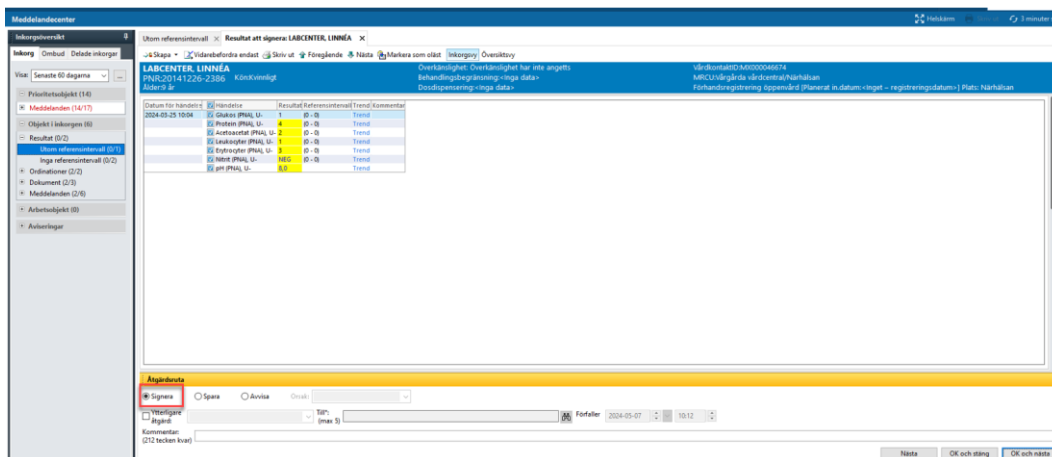 Meddelandecenter
Helskärm Skriv ut 3 minuter
Inkorgsöversikt
Inkorg Ombud Delade inkorgar
Visa: Senaste 60 dagarna ...
Prioritetsobjekt (14)
Meddelanden (14/17)
Objekt i inkorgen (6)
Resultat (0/2)
Utom referensintervall (0/1)
Inga referensintervall (0/2)
Ordinationer (2/2)
Dokument (2/3)
Meddelanden (2/6)
Arbetsobjekt (0)
Aviseringar
Utom referensintervall × Resultat att signera: LABCENTER, LINNÉA ×
Skapa Vidarebefordra endast Skriv ut Föregående Nästa Markera som oläst Inkorgsvy Översiktsvy
LABCENTER, LINNÉA Överkänslighet: Överkänslighet har inte angetts VårdkontaktID:MX000046674
PNR:20141226-2386 Kön:Kvinnligt Behandlingsbegränsning:<Inga data> MRCU:Vårgårda vårdcentral/Närhälsan
Ålder:9 år Dosdispensering:<Inga data> Förhandsregistrering öppenvård [Planerat in.datum:<Inget – registreringsdatum>] Plats: Närhälsan
Datum för händelse Händelse Resultat Referensintervall Trend Kommentar
2024-03-25 10:04 Glukos (PNA), U- 1 (0 - 0) Trend
Protein (PNA), U- 4 (0 - 0) Trend
Acetoacetat (PNA), U- 2 (0 - 0) Trend
Leukocyter (PNA), U- 1 (0 - 0) Trend
Erytrocyter (PNA), U- 3 (0 - 0) Trend
Nitrit (PNA), U- NEG (0 - 0) Trend
pH (PNA), U- 8,0 Trend
Åtgärdsruta
Signera Spara Avvisa Orsak:
Ytterligare åtgärd: Till*: (max 5) Förfaller 2024-05-07 10:12
Kommentar:
(212 tecken kvar)
Nästa OK och stäng OK och nästa